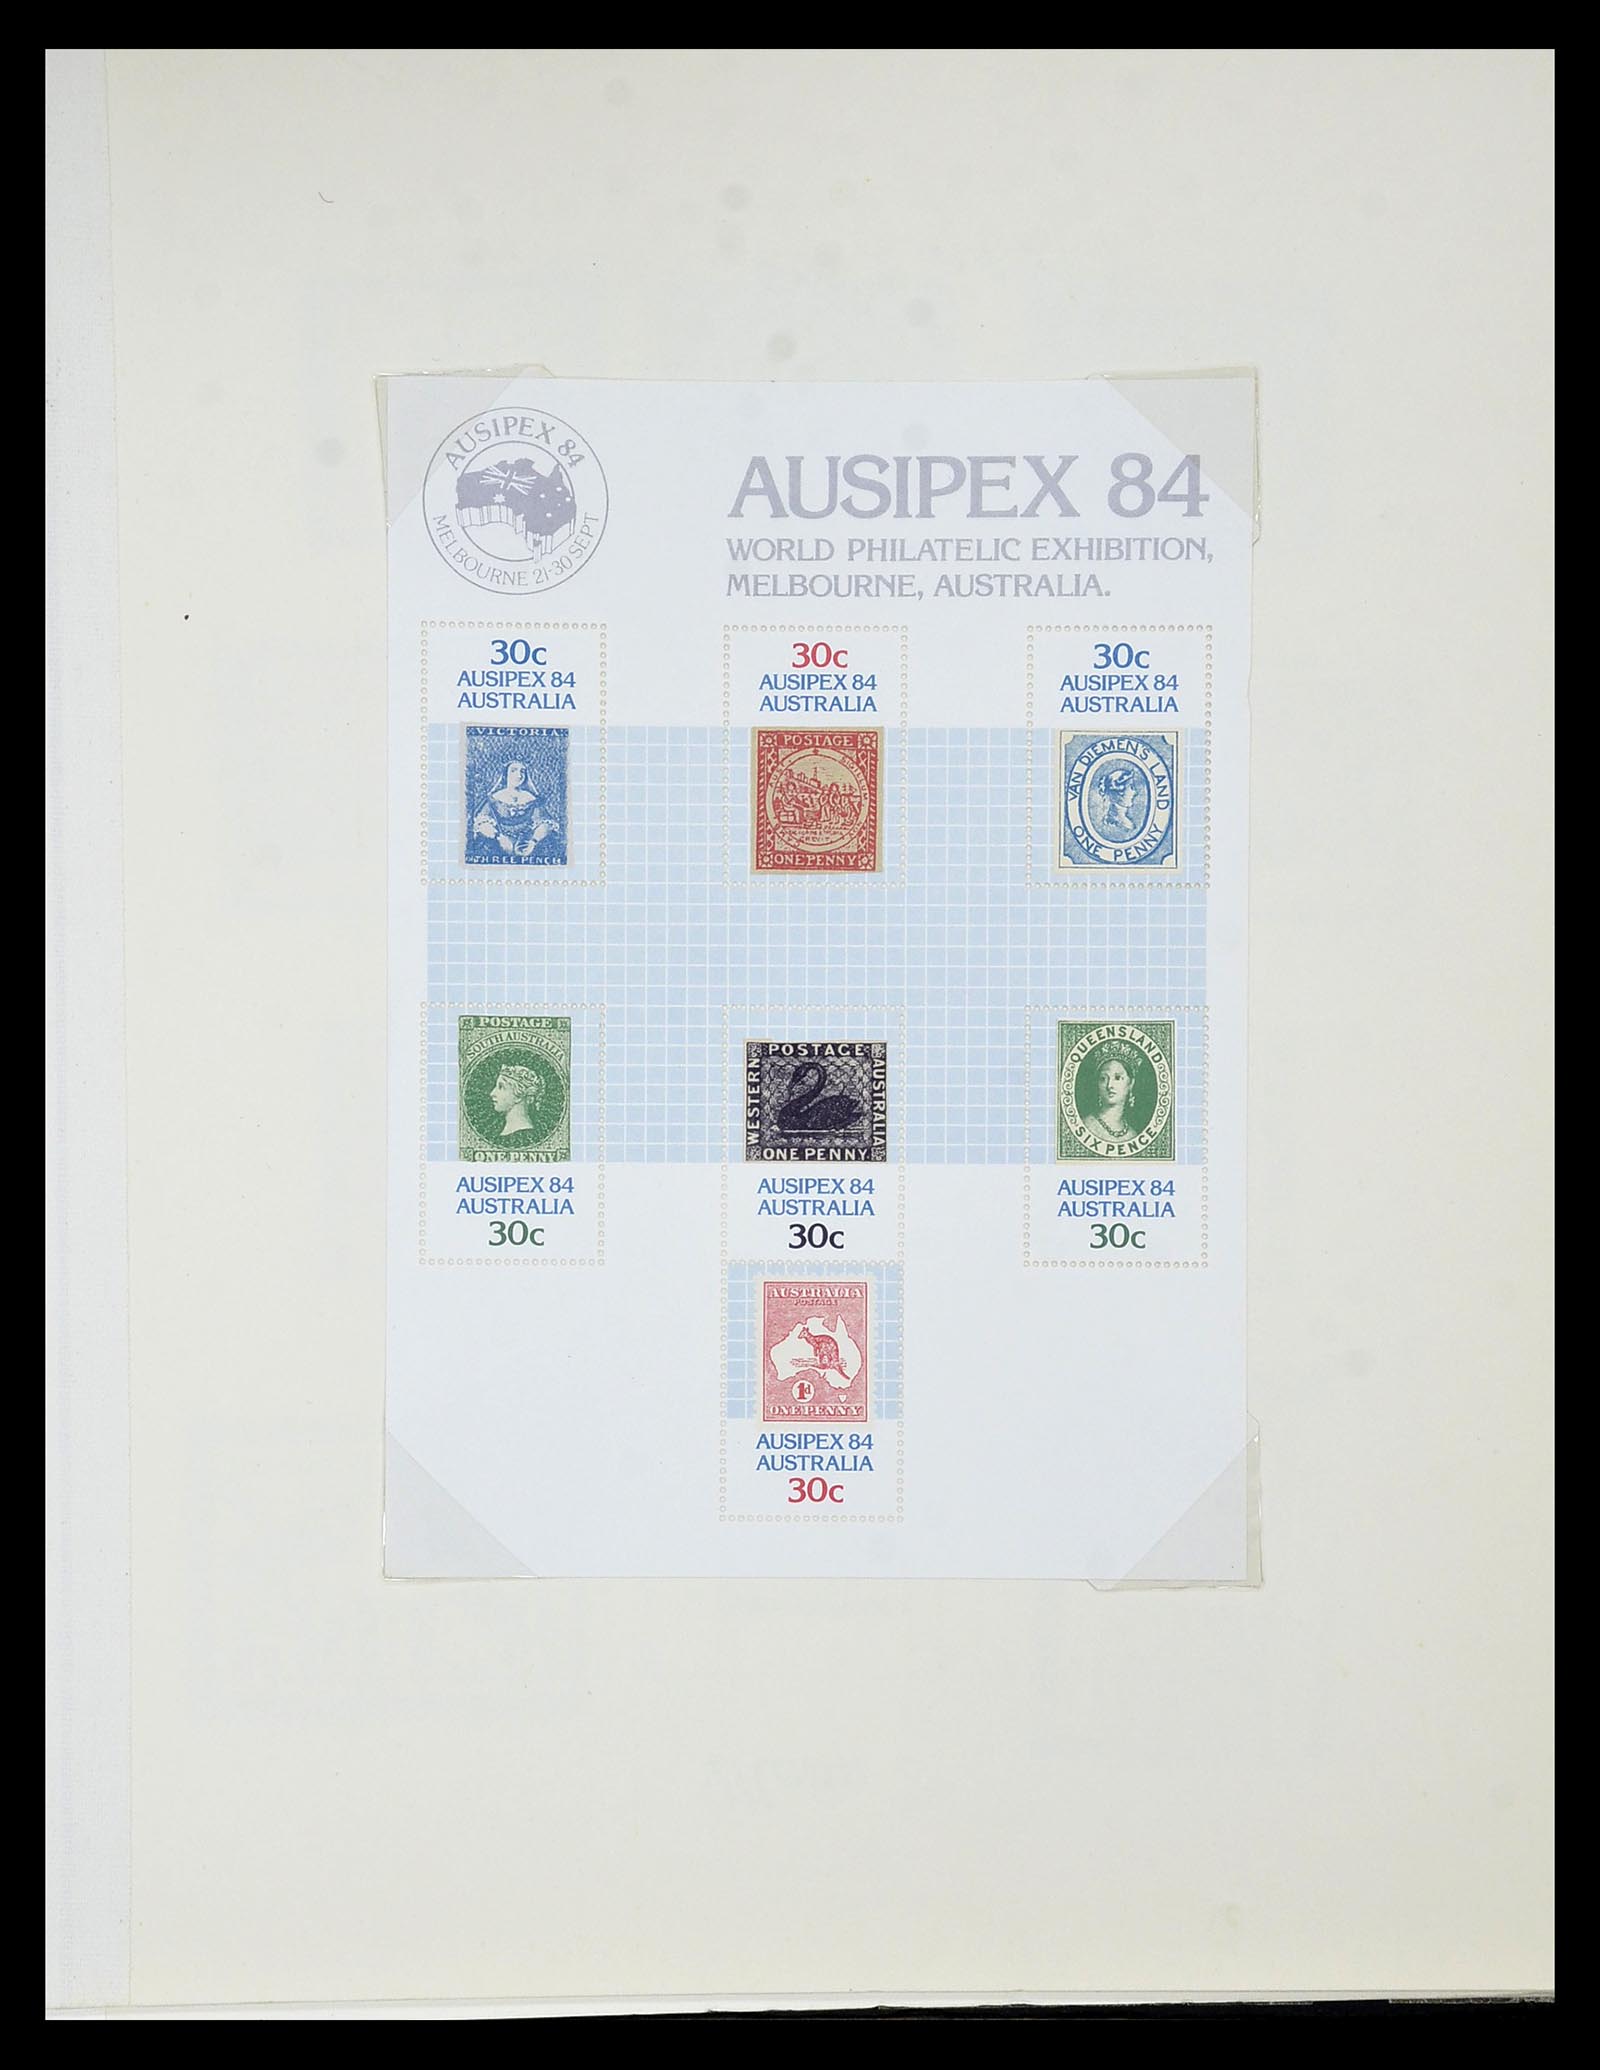 AUSIPEX 84
MELBOURNE 21-30 SEPT
AUSIPEX 84
WORLD PHILATELIC EXHIBITION,
MELBOURNE, AUSTRALIA.
30c
AUSIPEX 84
AUSTRALIA
VICTORIA
THREE PENCE
30c
AUSIPEX 84
AUSTRALIA
POSTAGE
ONE PENNY
30c
AUSIPEX 84
AUSTRALIA
VAN DIEMEN'S LAND
ONE PENNY
POSTAGE
SOUTH AUSTRALIA
ONE PENNY
AUSIPEX 84
AUSTRALIA
30c
POSTAGE
WESTERN
AUSTRALIA
ONE PENNY
AUSIPEX 84
AUSTRALIA
30c
QUEENSLAND
SIX PENCE
AUSIPEX 84
AUSTRALIA
30c
AUSTRALIA
POSTAGE
1d
ONE PENNY
AUSIPEX 84
AUSTRALIA
30c